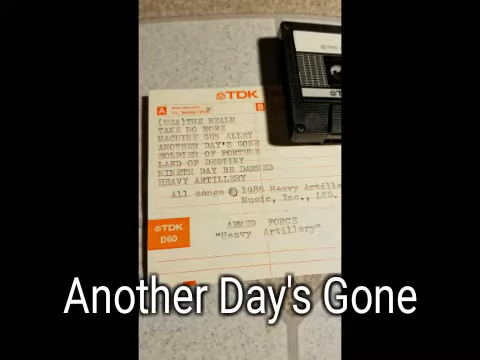 TDK
A
B
(USA) THE REALM
TAKE NO MORE
MACHINE GUN ALLEY
ANOTHER DAY'S GONE
SOLDIER OF FORTUNE
LAND OF DESTINY
NINETH DAY BE DAMNED
HEAVY ARTILLERY
All songs © 1986 Heavy Artille
Music, Inc., LTD.
TDK
D60
ARMED FORCE
"Heavy Artillery"
Another Day's Gone